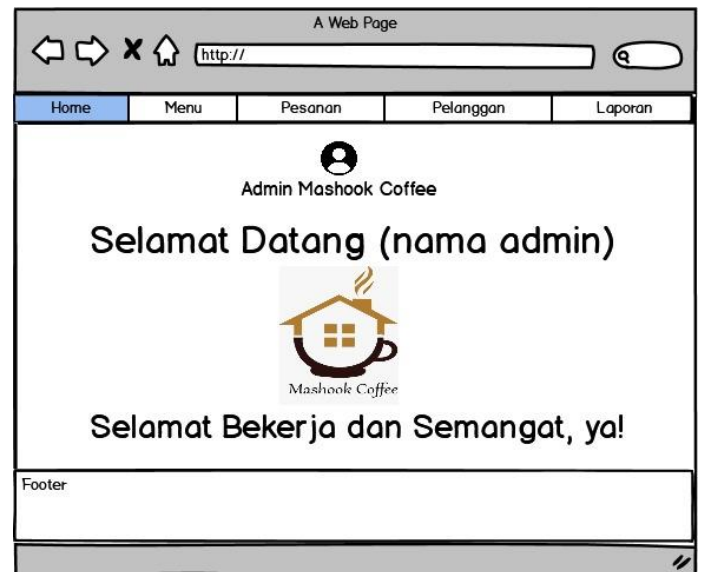 A Web Page
http://
Home Menu Pesanan Pelanggan Laporan
Admin Mashook Coffee
Selamat Datang (nama admin)
Mashook Coffee
Selamat Bekerja dan Semangat, ya!
Footer